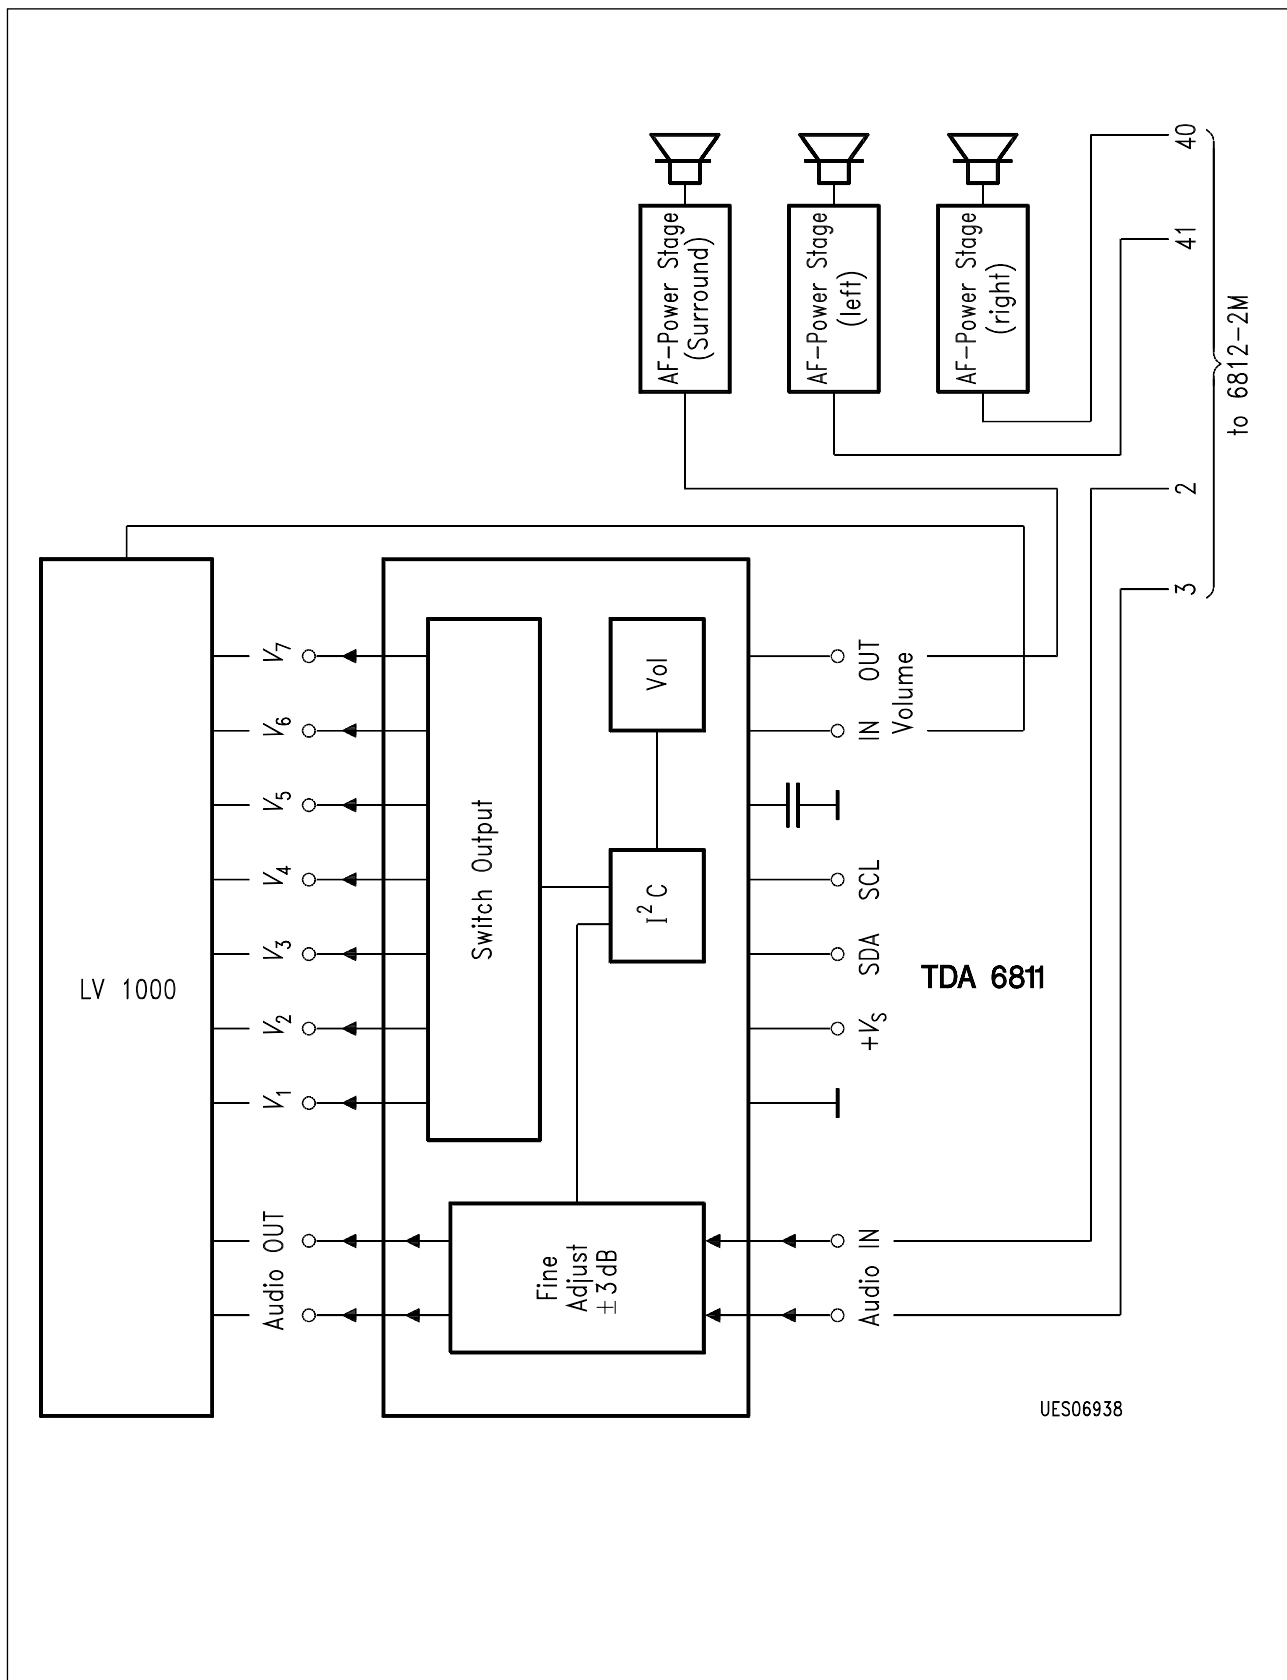 AF-Power Stage
(Surround)
AF-Power Stage
(left)
AF-Power Stage
(right)
40
41
2
3
to 6812-2M
LV 1000
V7
V6
V5
V4
V3
V2
V1
Audio OUT
Switch Output
Vol
I²C
Fine
Adjust
±3dB
OUT
IN
Volume
SCL
SDA
+VS
Audio IN
TDA 6811
UES06938